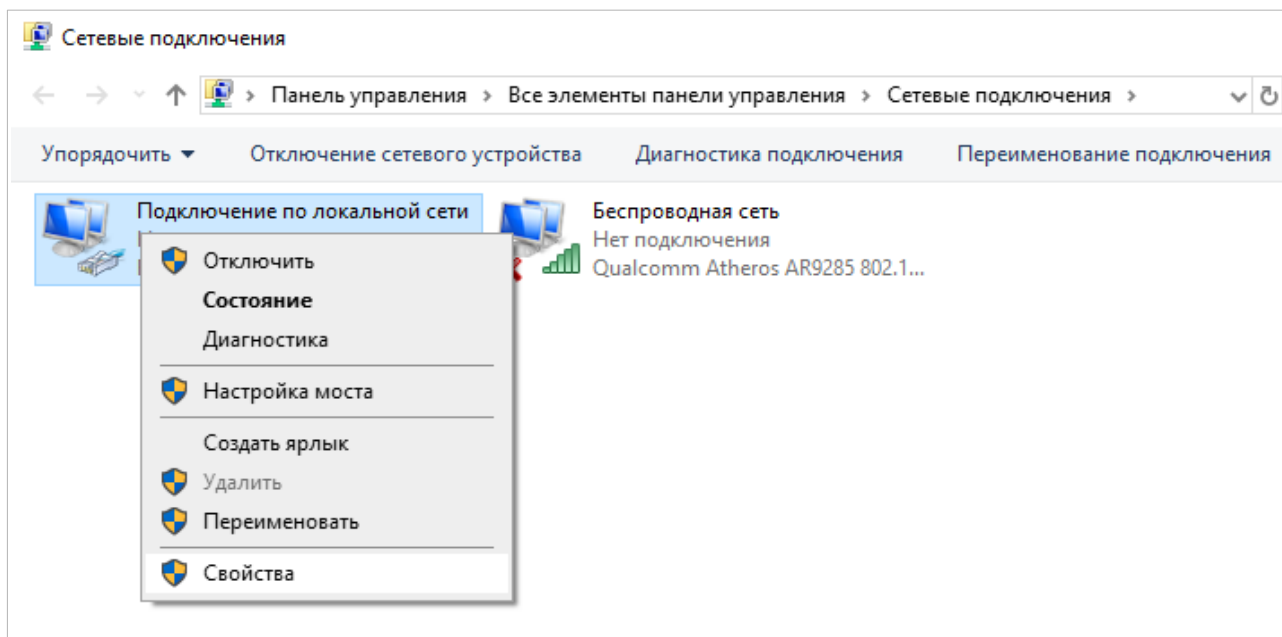 Сетевые подключения
Панель управления > Все элементы панели управления > Сетевые подключения >
Упорядочить Отключение сетевого устройства Диагностика подключения Переименование подключения
Подключение по локальной сети
Беспроводная сеть
Нет подключения
Qualcomm Atheros AR9285 802.1...
Отключить
Состояние
Диагностика
Настройка моста
Создать ярлык
Удалить
Переименовать
Свойства